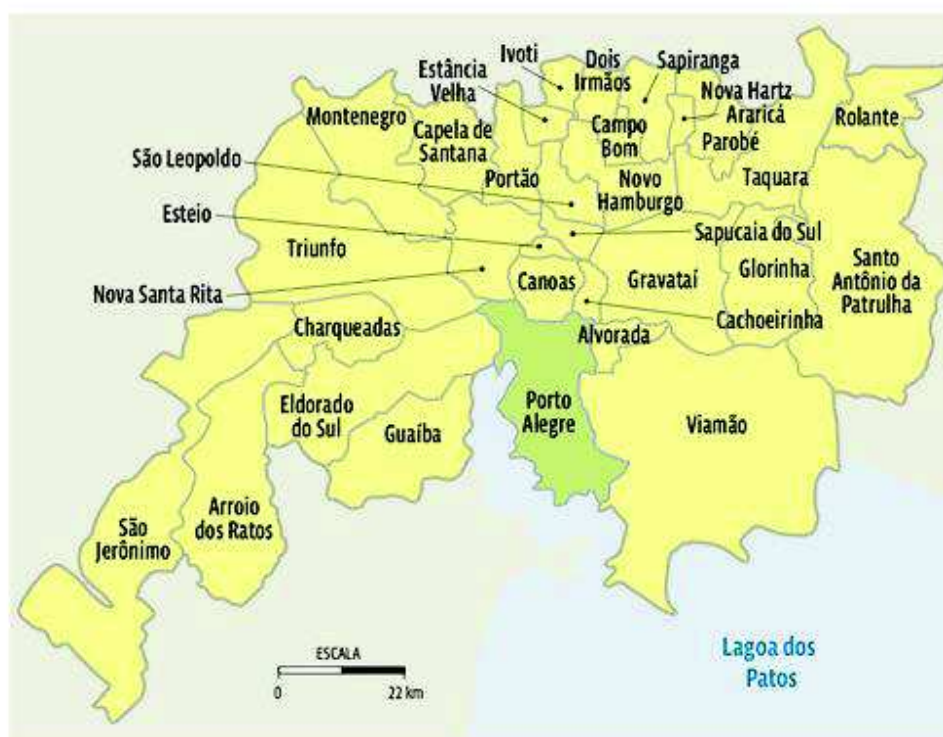 Ivoti
Dois
Irmãos
Sapiranga
Estância
Velha
Nova Hartz
Montenegro
Capela de
Santana
Campo
Bom
Araricá
Parobé
Rolante
São Leopoldo
Portão
Novo
Hamburgo
Taquara
Esteio
Sapucaia do Sul
Triunfo
Canoas
Gravataí
Glorinha
Santo
Antônio da
Patrulha
Nova Santa Rita
Charqueadas
Alvorada
Cachoeirinha
Eldorado
do Sul
Guaíba
Porto
Alegre
Viamão
São
Jerônimo
Arroio
dos Ratos
ESCALA
0
22 km
Lagoa dos
Patos